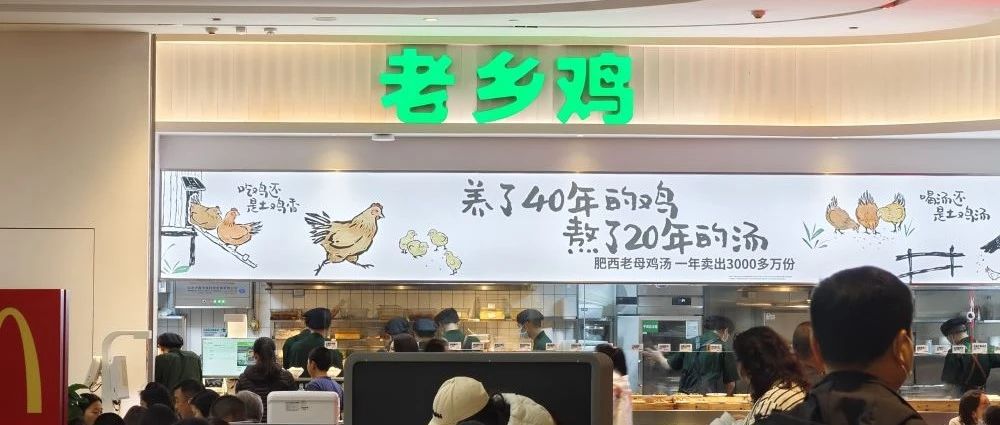 老乡鸡
吃鸡还
是土鸡香
养了40年的鸡
熬了20年的汤
肥西老母鸡汤 一年卖出3000多万份
喝汤还
是土鸡汤